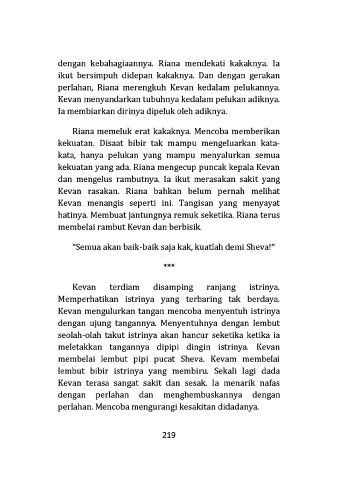 dengan kebahagiaannya. Riana mendekati kakaknya. Ia
ikut bersimpuh didepan kakaknya. Dan dengan gerakan
perlahan, Riana merengkuh Kevan kedalam pelukannya.
Kevan menyandarkan tubuhnya kedalam pelukan adiknya.
Ia membiarkan dirinya dipeluk oleh adiknya.
Riana memeluk erat kakaknya. Mencoba memberikan
kekuatan. Disaat bibir tak mampu mengeluarkan kata-
kata, hanya pelukan yang mampu menyalurkan semua
kekuatan yang ada. Riana mengecup puncak kepala Kevan
dan mengelus rambutnya. Ia ikut merasakan sakit yang
Kevan rasakan. Riana bahkan belum pernah melihat
Kevan menangis seperti ini. Tangisan yang menyayat
hatinya. Membuat jantungnya remuk seketika. Riana terus
membelai rambut Kevan dan berbisik.
"Semua akan baik-baik saja kak, kuatlah demi Sheva!"
***
Kevan terdiam disamping ranjang istrinya.
Memperhatikan istrinya yang terbaring tak berdaya.
Kevan mengulurkan tangan mencoba menyentuh istrinya
dengan ujung tangannya. Menyentuhnya dengan lembut
seolah-olah takut istrinya akan hancur seketika ketika ia
meletakkan tangannya dipipi dingin istrinya. Kevan
membelai lembut pipi pucat Sheva. Kevam membelai
lembut bibir istrinya yang membiru. Sekali lagi dada
Kevan terasa sangat sakit dan sesak. Ia menarik nafas
dengan perlahan dan menghembuskannya dengan
perlahan. Mencoba mengurangi kesakitan didadanya.
219